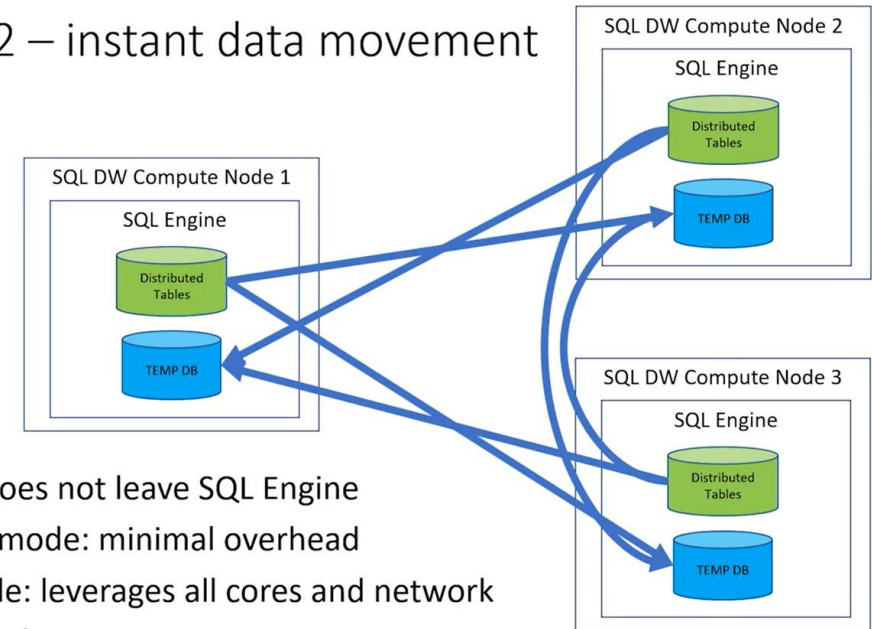 2 – instant data movement
SQL DW Compute Node 1
SQL Engine
Distributed
Tables
TEMP DB
SQL DW Compute Node 2
SQL Engine
Distributed
Tables
TEMP DB
SQL DW Compute Node 3
SQL Engine
Distributed
Tables
TEMP DB
not leave SQL Engine
mode: minimal overhead
leverages all cores and network